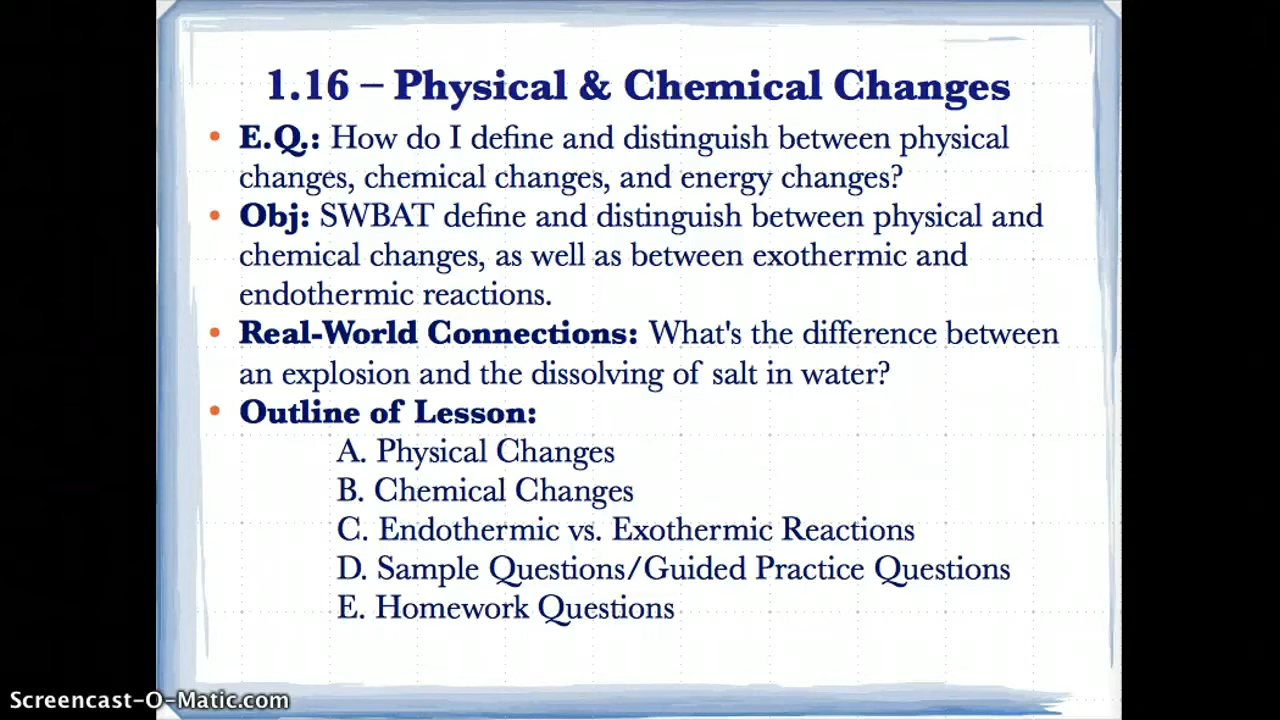 1.16 – Physical & Chemical Changes
• E.Q.: How do I define and distinguish between physical
changes, chemical changes, and energy changes?
• Obj: SWBAT define and distinguish between physical and
chemical changes, as well as between exothermic and
endothermic reactions.
• Real-World Connections: What's the difference between
an explosion and the dissolving of salt in water?
• Outline of Lesson:
A. Physical Changes
B. Chemical Changes
C. Endothermic vs. Exothermic Reactions
D. Sample Questions/Guided Practice Questions
E. Homework Questions
Screencast-O-Matic.com